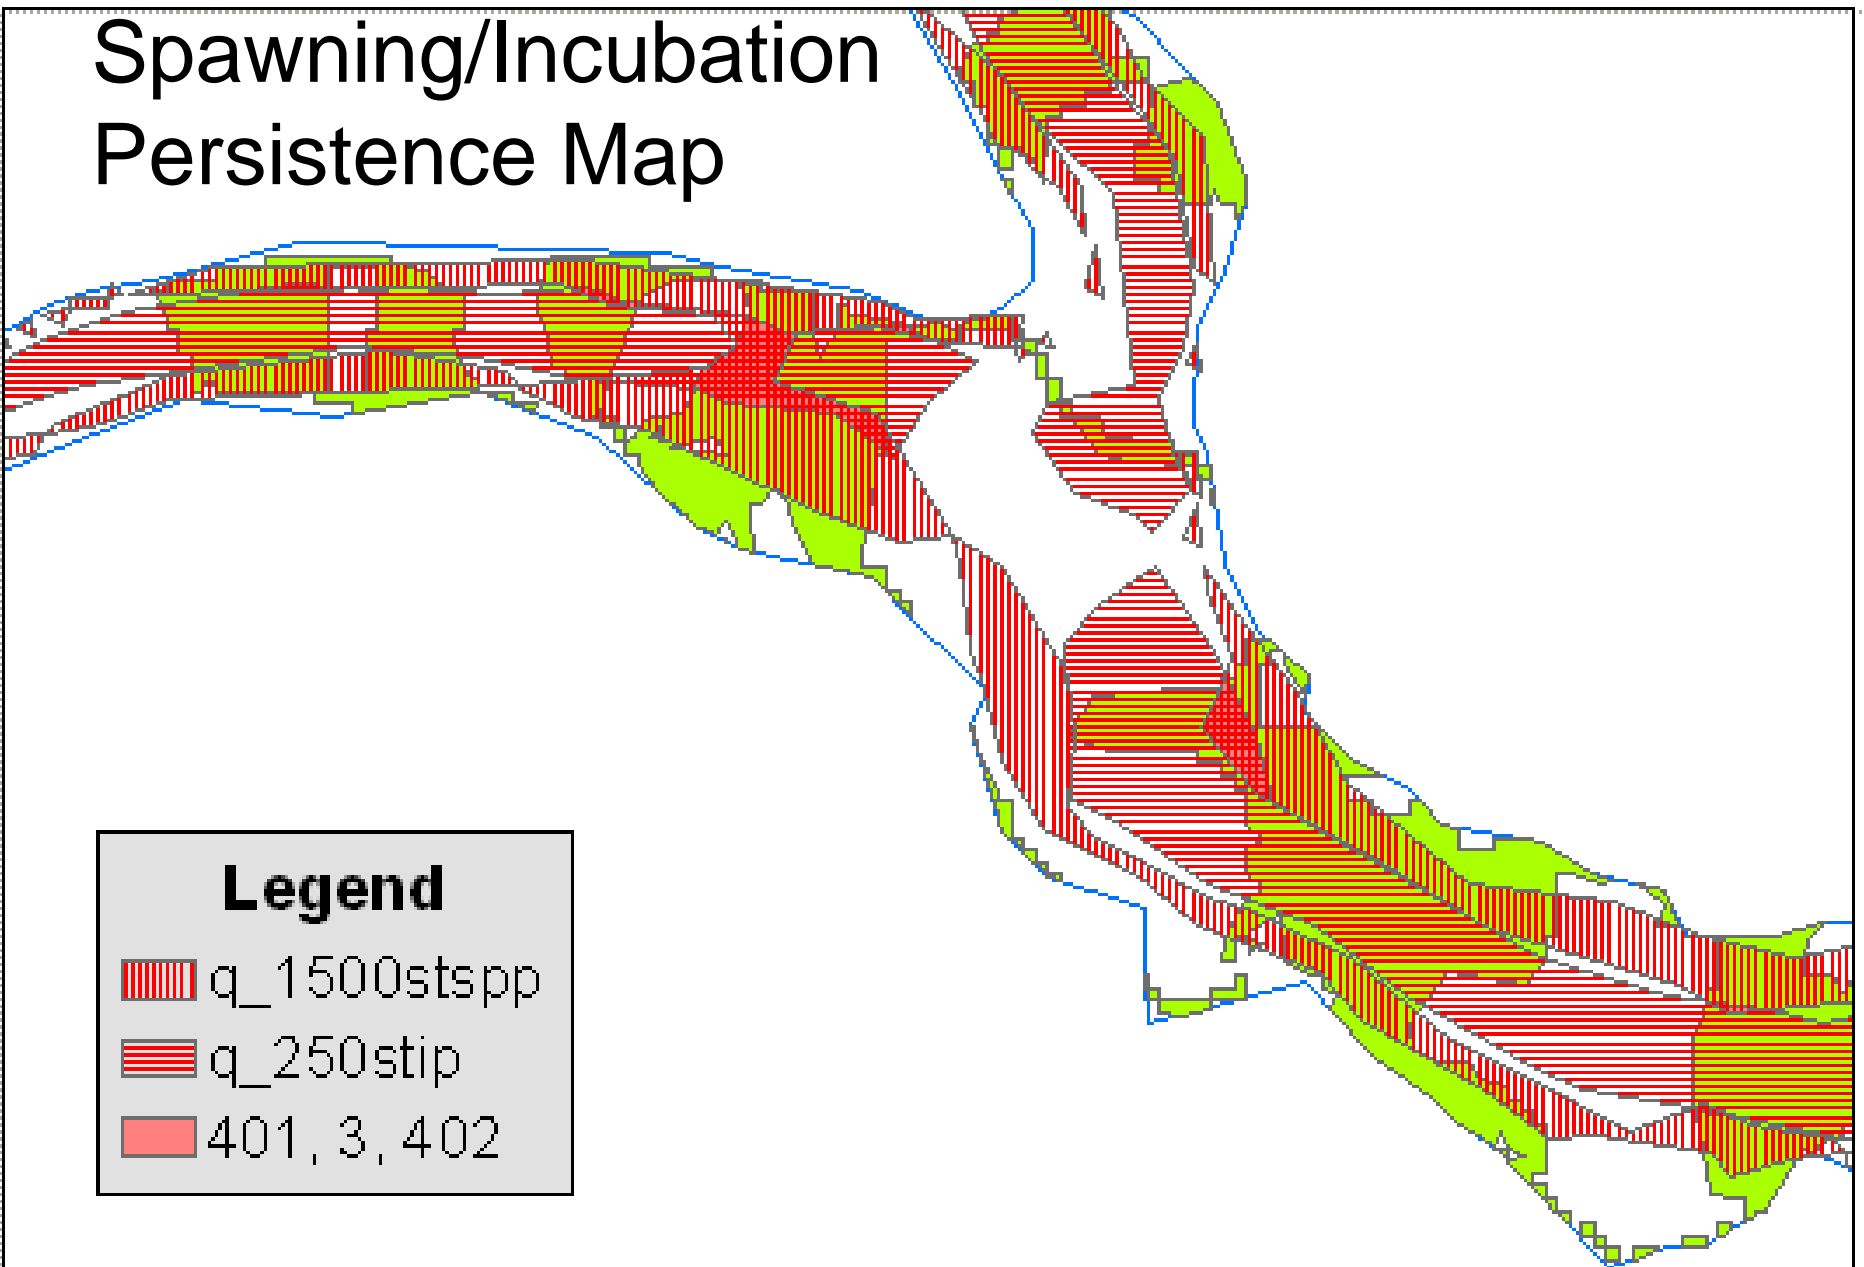 Spawning/Incubation
Persistence Map
Legend
q_1500stspp
q_250stip
401, 3, 402